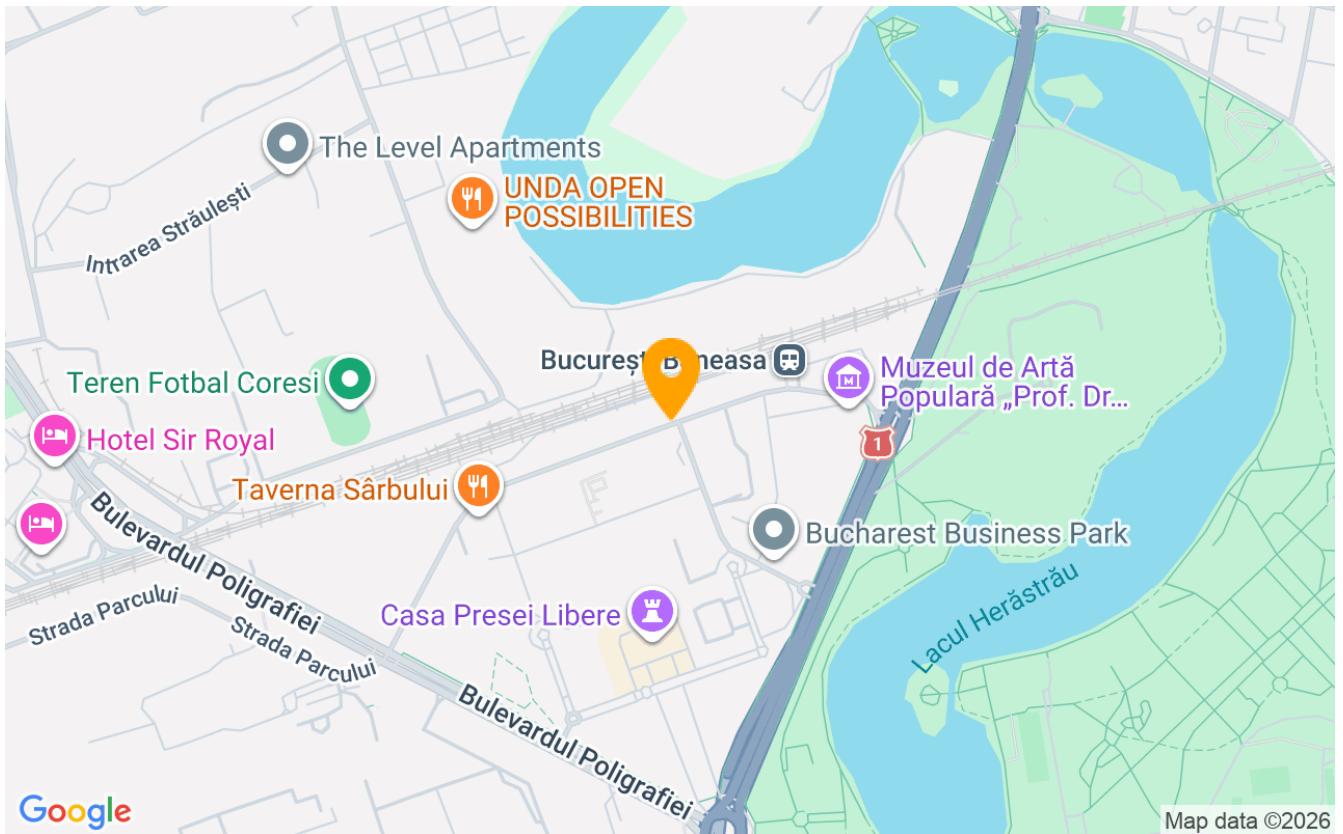 The Level Apartments
UNDA OPEN
POSSIBILITIES
Intrarea Străulești
Teren Fotbal Coresi
Muzeul de Artă
Populară „Prof. Dr...
1
Hotel Sir Royal
Taverna Sârbului
Bucharest Business Park
Bulevardul Poligrafiei
Strada Parcului
Strada Parcului
Casa Presei Libere
Lacul Herăstrău
Bulevardul Poligrafiei
Google
Map data ©2026